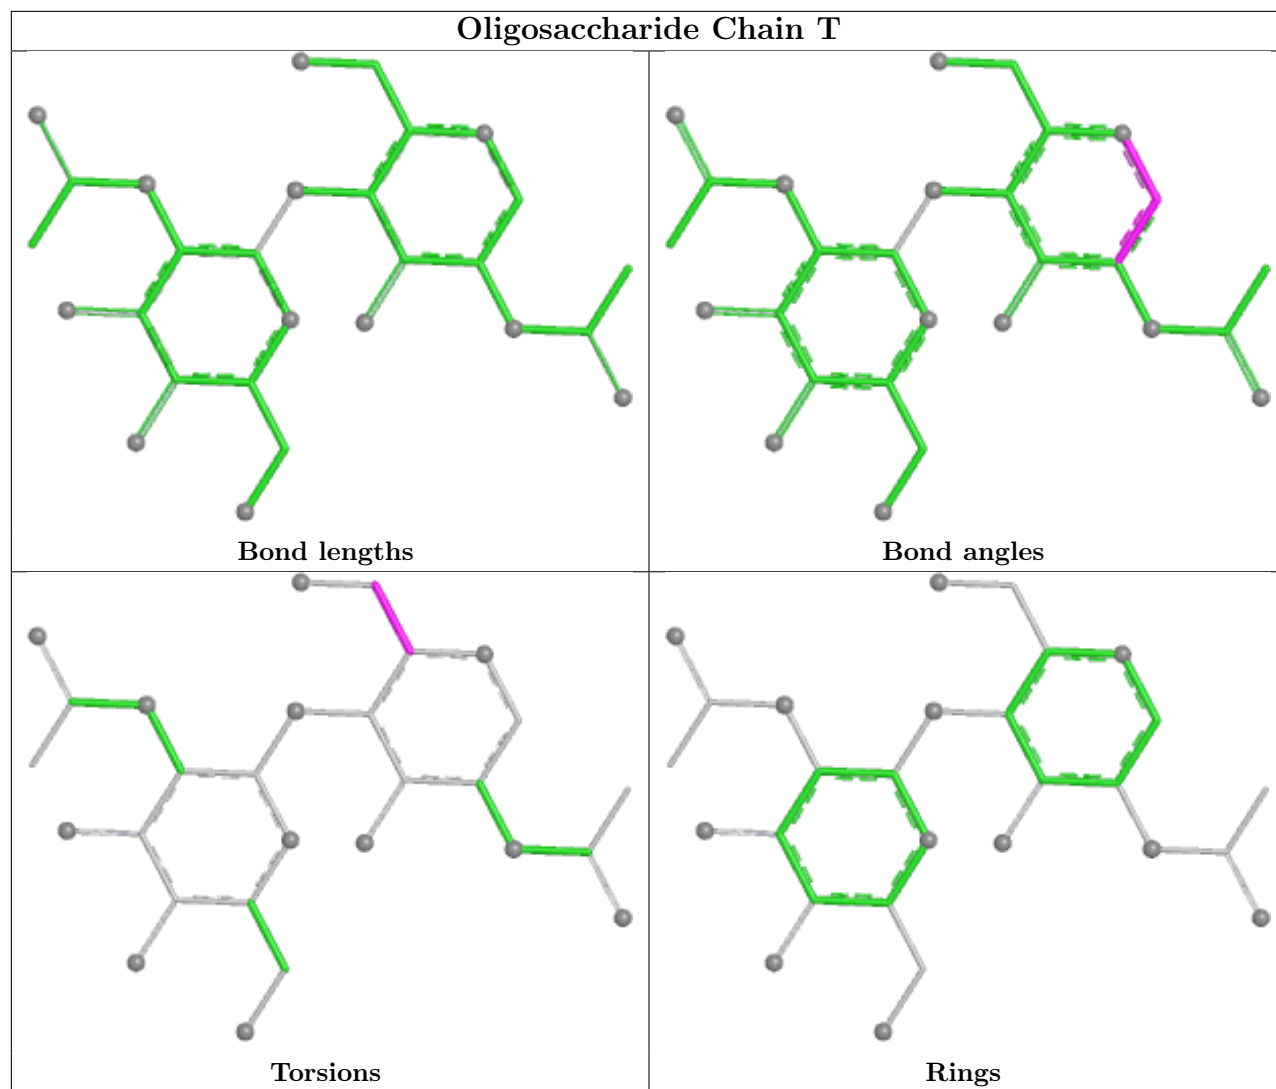 Oligosaccharide Chain T
Bond lengths
Bond angles
Torsions
Rings